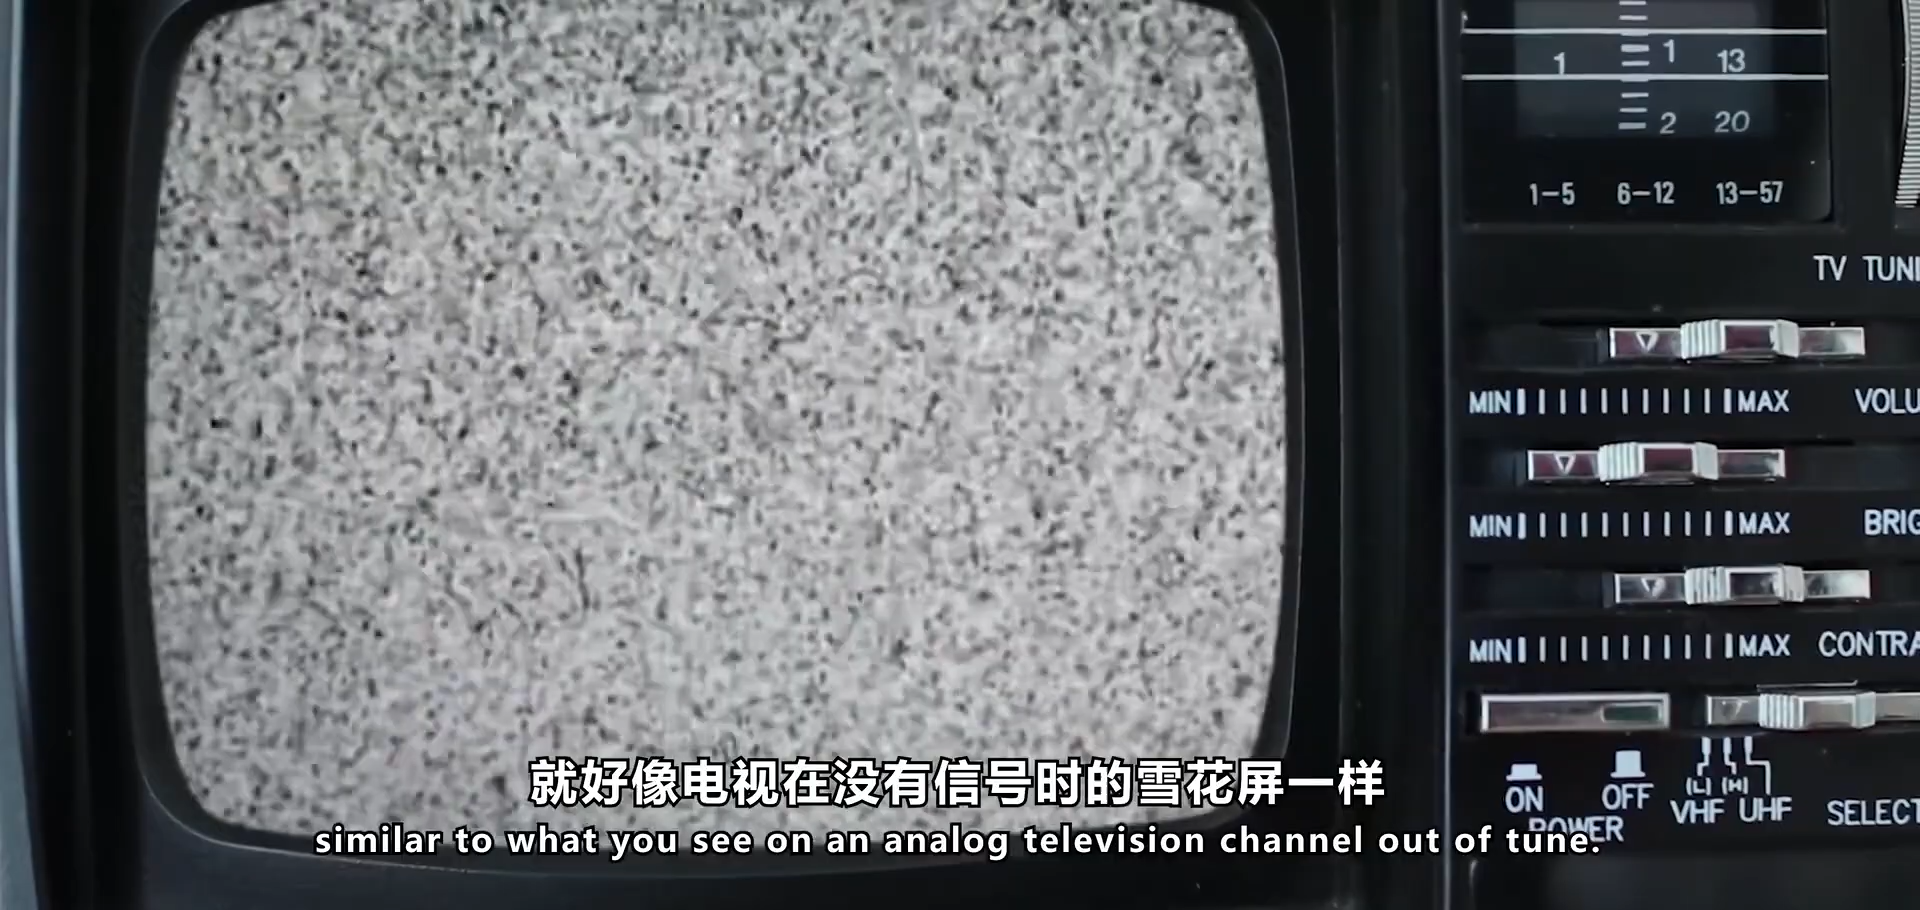 1 1 13
2 20
1-5 6-12 13-57
TV TUNI
MIN MAX VOLU
MIN MAX BRIG
MIN MAX CONTRA
ON OFF (L) (H)
VHF UHF SELECT
POWER
就好像电视在没有信号时的雪花屏一样
similar to what you see on an analog television channel out of tune.